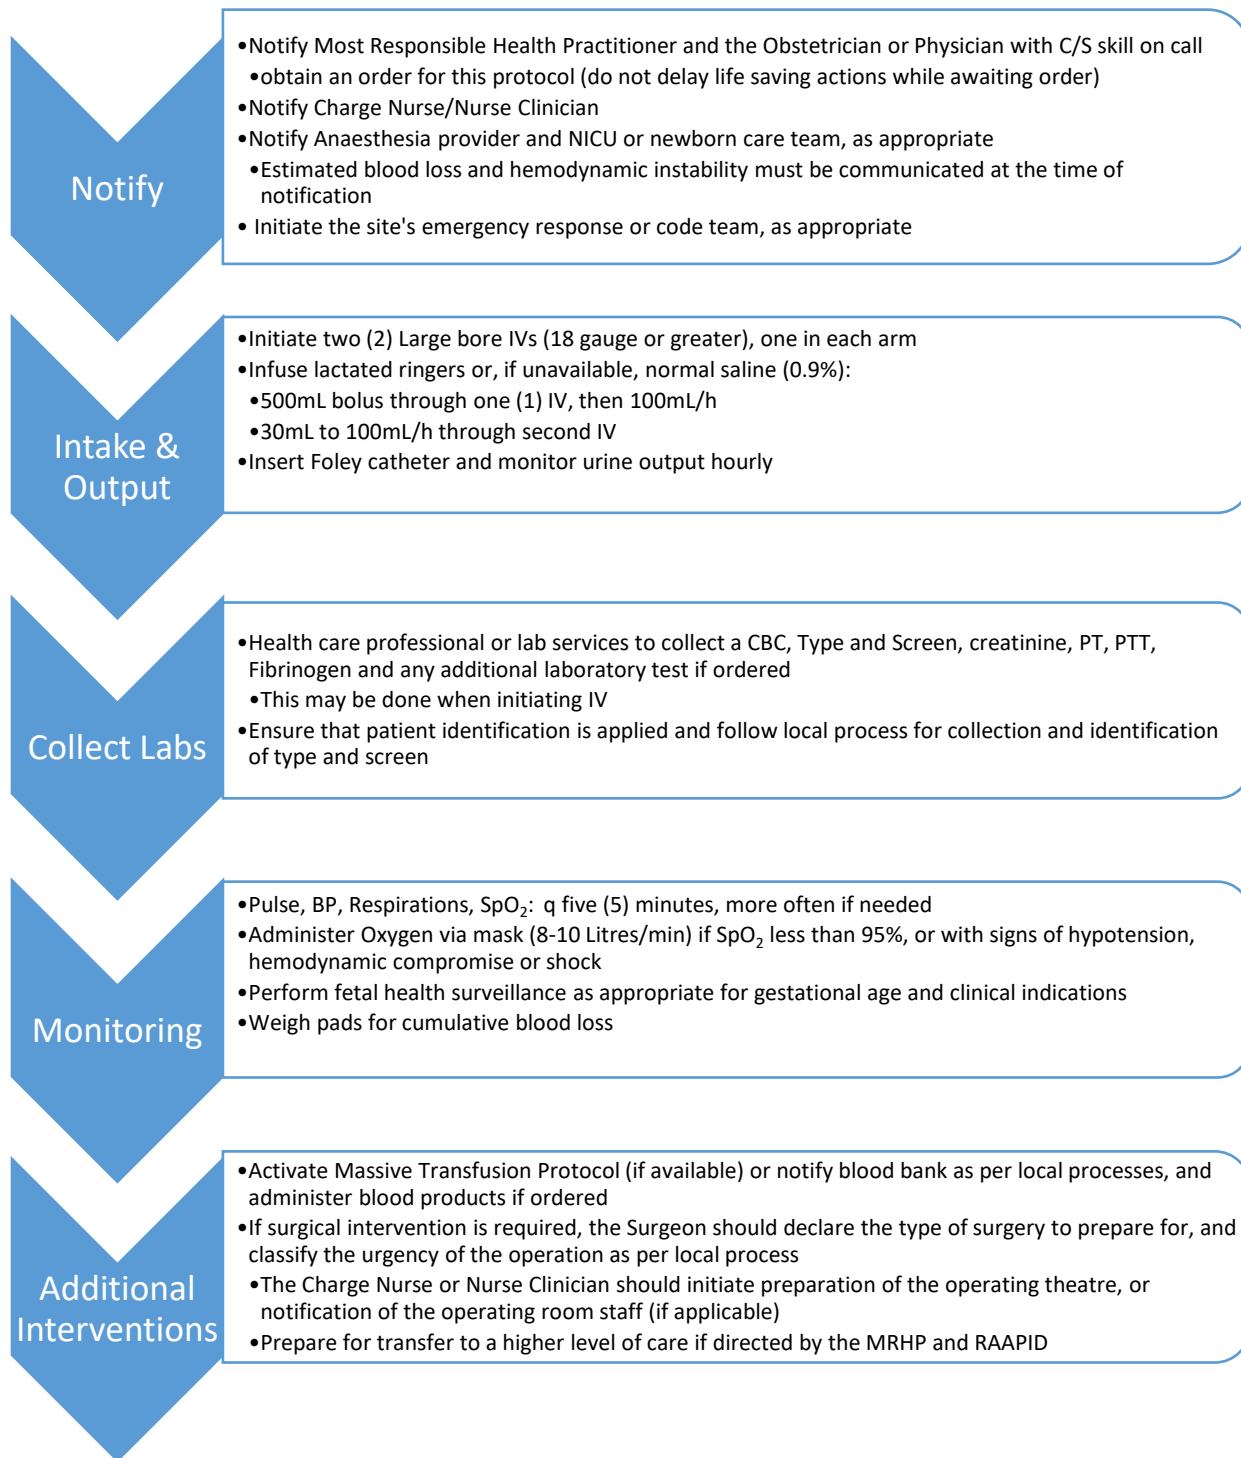 Notify
•Notify Most Responsible Health Practitioner and the Obstetrician or Physician with C/S skill on call
•obtain an order for this protocol (do not delay life saving actions while awaiting order)
•Notify Charge Nurse/Nurse Clinician
•Notify Anaesthesia provider and NICU or newborn care team, as appropriate
•Estimated blood loss and hemodynamic instability must be communicated at the time of
notification
• Initiate the site's emergency response or code team, as appropriate
Intake &
Output
•Initiate two (2) Large bore IVs (18 gauge or greater), one in each arm
•Infuse lactated ringers or, if unavailable, normal saline (0.9%):
•500mL bolus through one (1) IV, then 100mL/h
•30mL to 100mL/h through second IV
•Insert Foley catheter and monitor urine output hourly
Collect Labs
•Health care professional or lab services to collect a CBC, Type and Screen, creatinine, PT, PTT,
Fibrinogen and any additional laboratory test if ordered
•This may be done when initiating IV
•Ensure that patient identification is applied and follow local process for collection and identification
of type and screen
Monitoring
•Pulse, BP, Respirations, SpO₂: q five (5) minutes, more often if needed
•Administer Oxygen via mask (8-10 Litres/min) if SpO₂ less than 95%, or with signs of hypotension,
hemodynamic compromise or shock
•Perform fetal health surveillance as appropriate for gestational age and clinical indications
•Weigh pads for cumulative blood loss
Additional
Interventions
•Activate Massive Transfusion Protocol (if available) or notify blood bank as per local processes, and
administer blood products if ordered
•If surgical intervention is required, the Surgeon should declare the type of surgery to prepare for, and
classify the urgency of the operation as per local process
•The Charge Nurse or Nurse Clinician should initiate preparation of the operating theatre, or
notification of the operating room staff (if applicable)
•Prepare for transfer to a higher level of care if directed by the MRHP and RAAPID